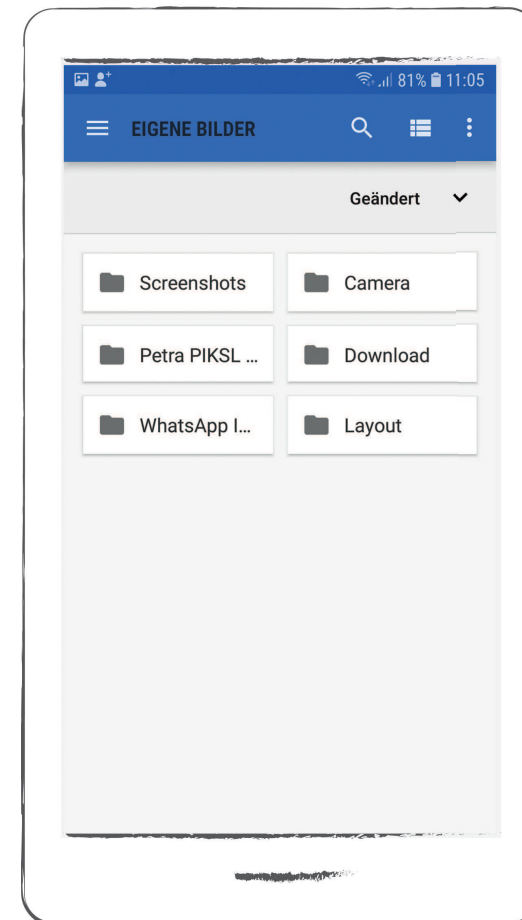 81% 11:05
EIGENE BILDER
Geändert
Screenshots Camera
Petra PIKSL ... Download
WhatsApp I... Layout